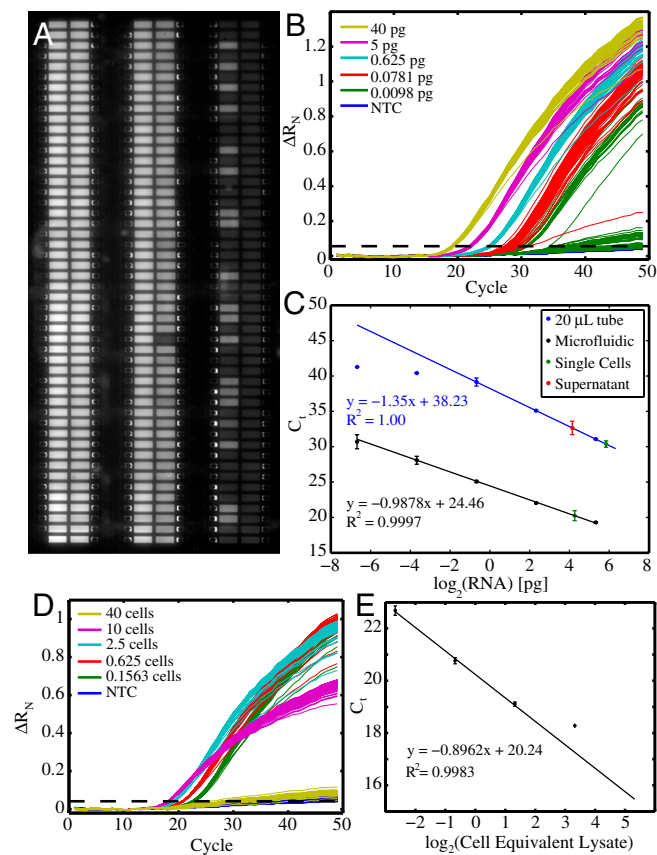 A
B
40 pg
5 pg
0.625 pg
0.0781 pg
0.0098 pg
NTC
ΔR_N
1.2
1
0.8
0.6
0.4
0.2
0
0 10 20 30 40 50
Cycle
C
20 µL tube
Microfluidic
Single Cells
Supernatant
y = −1.35x + 38.23
R² = 1.00
y = −0.9878x + 24.46
R² = 0.9997
C_t
50
45
40
35
30
25
20
15
−8 −6 −4 −2 0 2 4 6 8
log₂(RNA) [pg]
D
40 cells
10 cells
2.5 cells
0.625 cells
0.1563 cells
NTC
ΔR_N
1
0.8
0.6
0.4
0.2
0
0 10 20 30 40 50
Cycle
E
y = −0.8962x + 20.24
R² = 0.9983
C_t
22
20
18
16
−2 −1 0 1 2 3 4 5
log₂(Cell Equivalent Lysate)